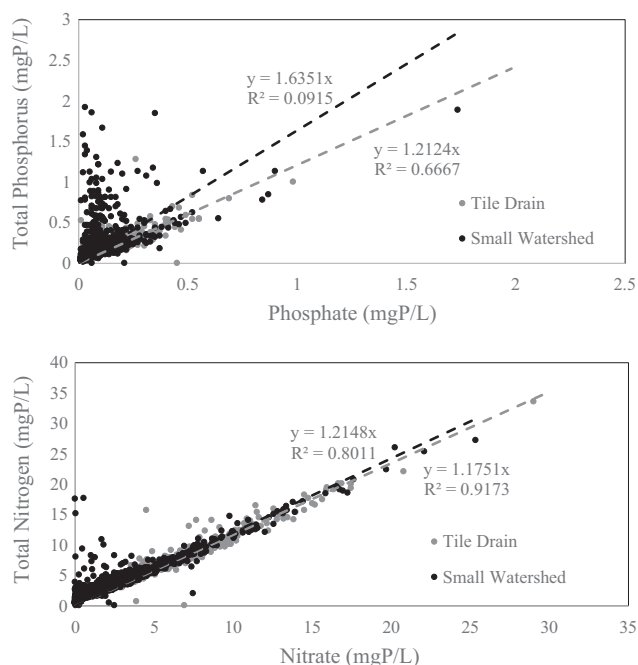 Total Phosphorus (mgP/L)
3
2.5
2
1.5
1
0.5
0
y = 1.6351x
R² = 0.0915
y = 1.2124x
R² = 0.6667
Tile Drain
Small Watershed
0
0.5
1
1.5
2
2.5
Phosphate (mgP/L)
Total Nitrogen (mgP/L)
40
35
30
25
20
15
10
5
0
y = 1.2148x
R² = 0.8011
y = 1.1751x
R² = 0.9173
Tile Drain
Small Watershed
0
5
10
15
20
25
30
35
Nitrate (mgP/L)